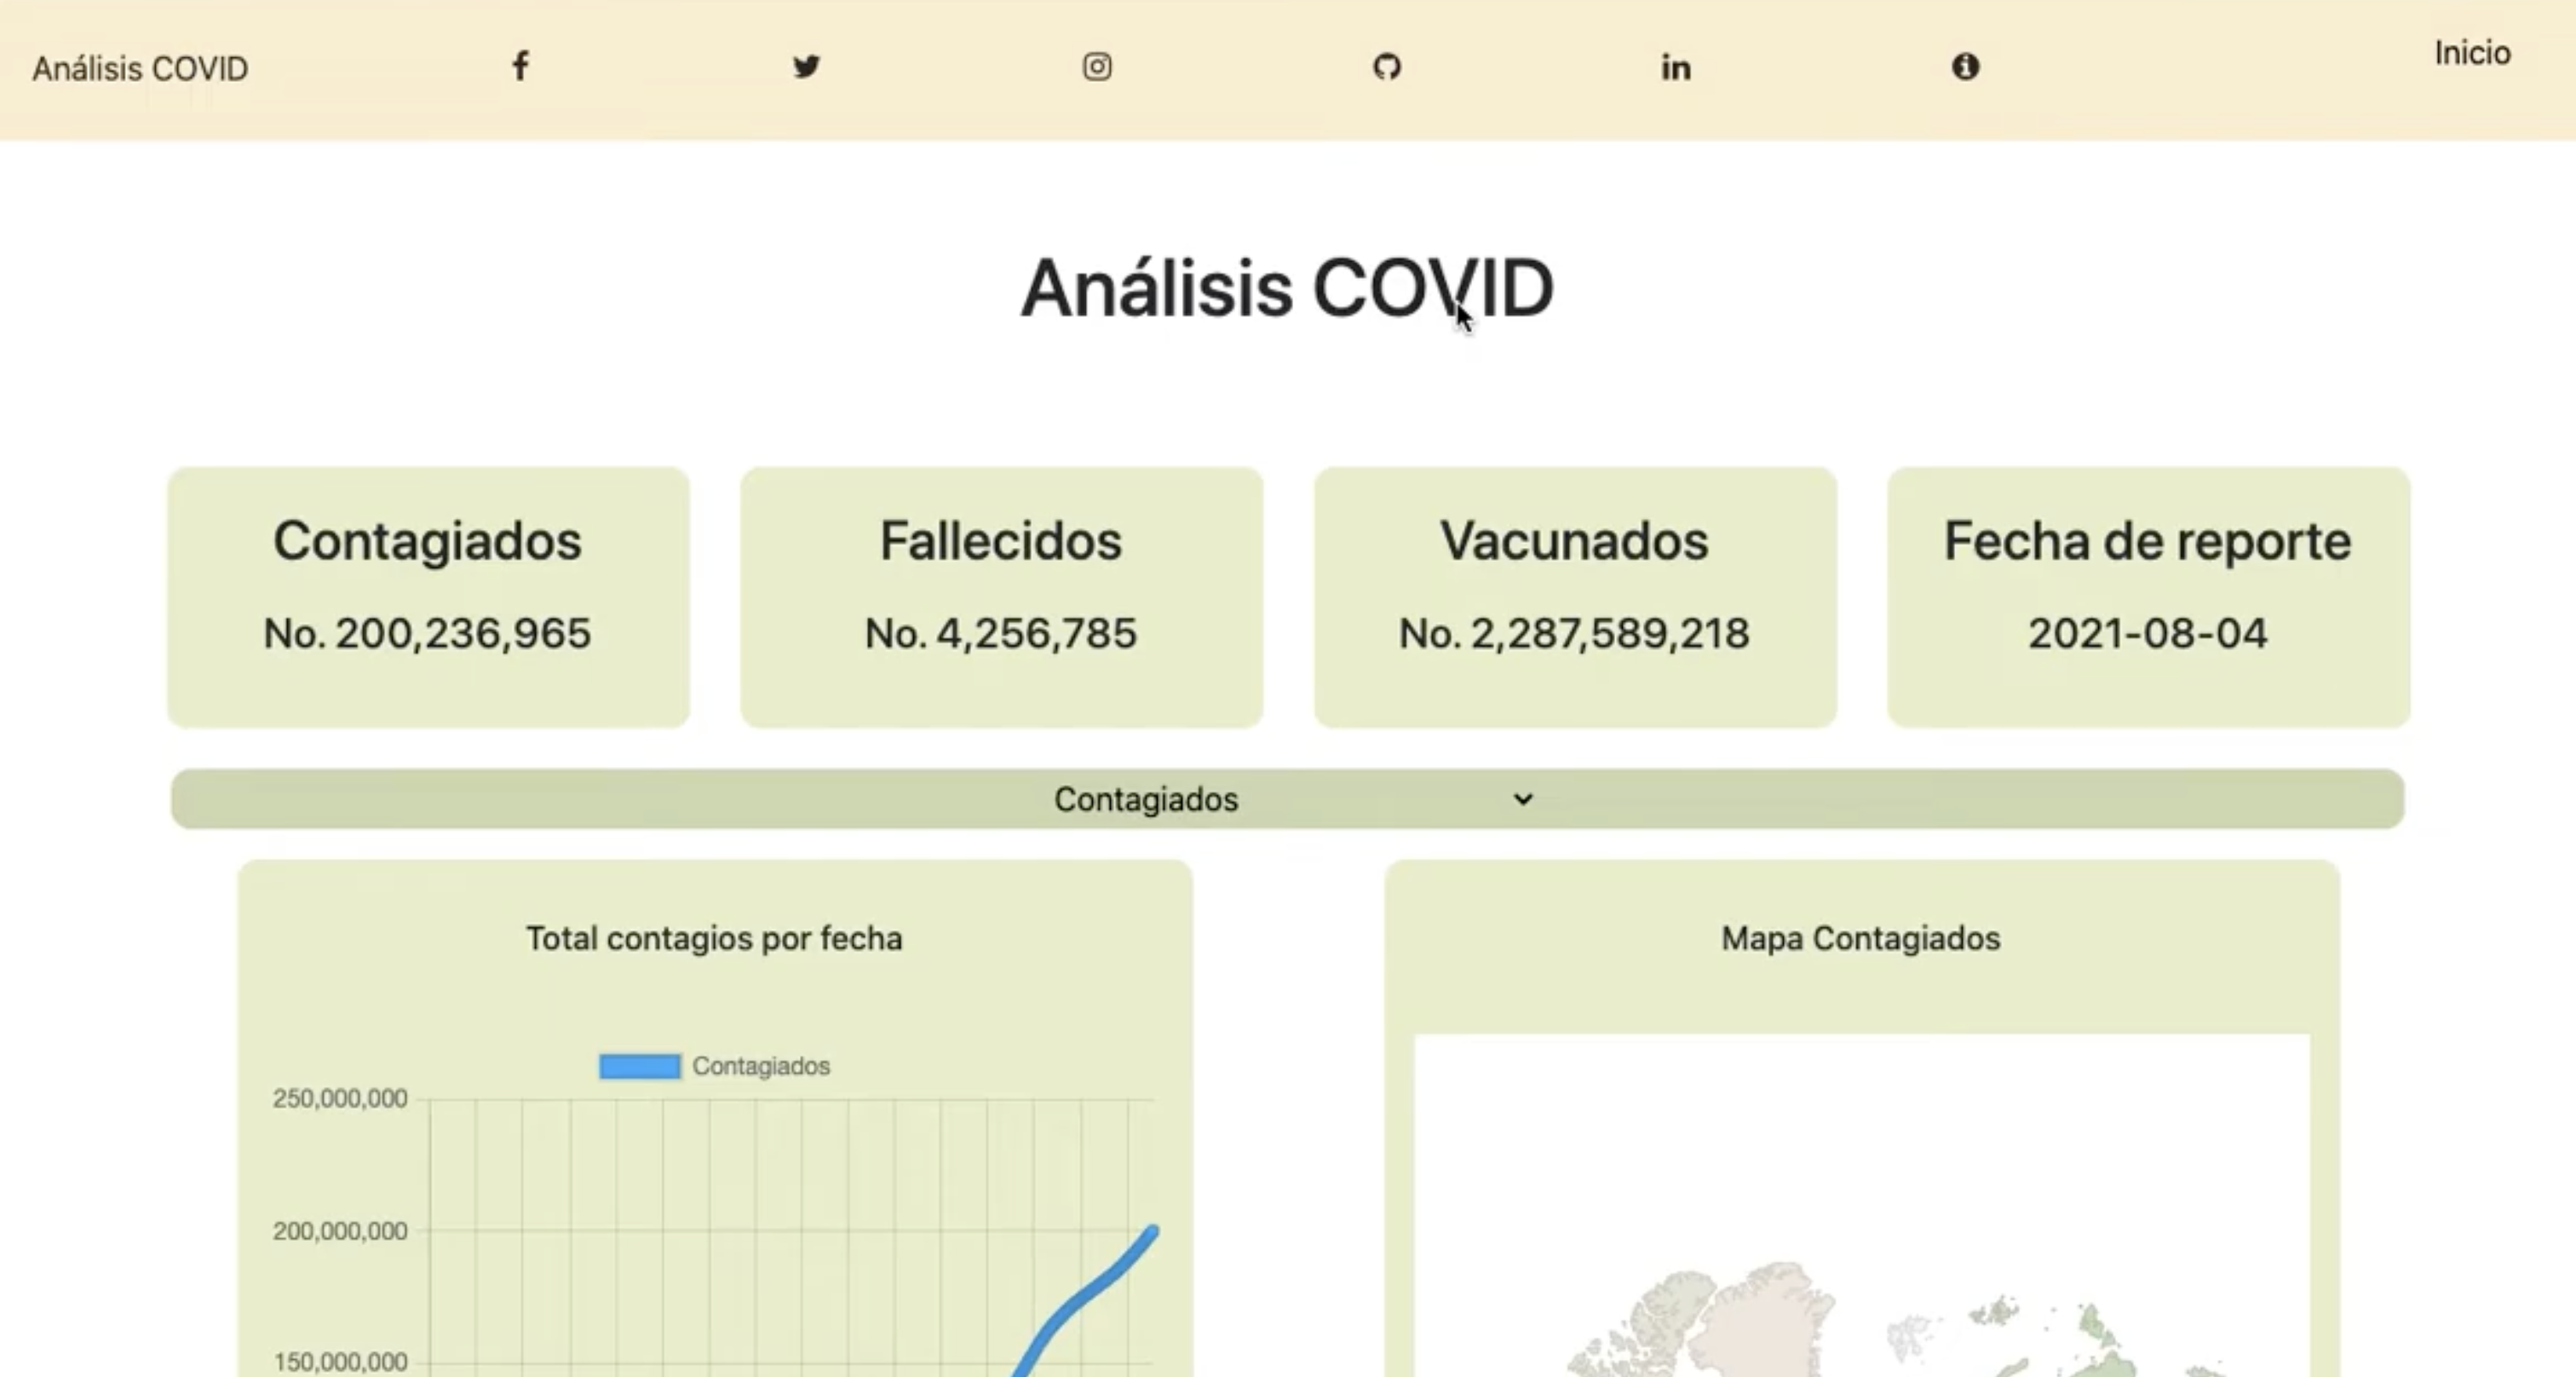 Análisis COVID
Inicio
Análisis COVID
Contagiados
No. 200,236,965
Fallecidos
No. 4,256,785
Vacunados
No. 2,287,589,218
Fecha de reporte
2021-08-04
Contagiados
Total contagios por fecha
Contagiados
250,000,000
200,000,000
150,000,000
Mapa Contagiados